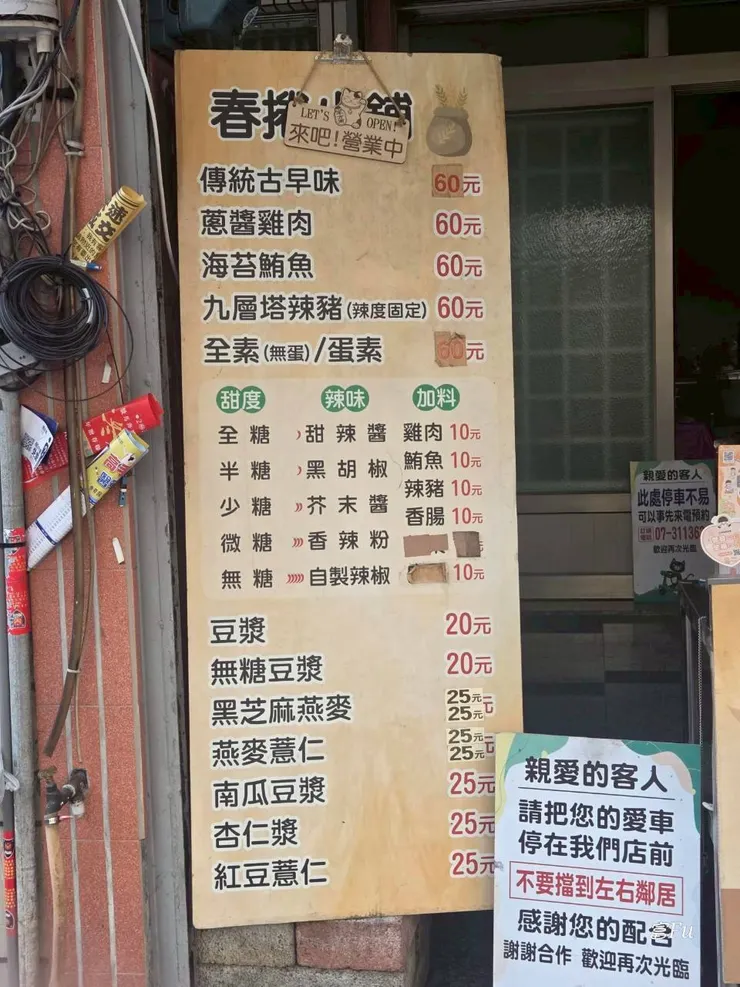 春
舖
LET'S OPEN!
來吧!營業中
傳統古早味 60元
蔥醬雞肉 60元
海苔鮪魚 60元
九層塔辣豬(辣度固定) 60元
全素(無蛋)/蛋素 60元
甜度 辣味 加料
全糖 甜辣醬 雞肉10元
半糖 黑胡椒 鮪魚10元
少糖 芥末醬 辣豬10元
微糖 香辣粉 香腸10元
無糖 自製辣椒 10元
豆漿 20元
無糖豆漿 20元
黑芝麻燕麥 25元
25元
燕麥薏仁 25元
25元
南瓜豆漿 25元
杏仁漿 25元
紅豆薏仁 25元
親愛的客人
此處停車不易
可以事先來電預約
07-3113
歡迎再次光臨
親愛的客人
請把您的愛車
停在我們店前
不要擋到左右鄰居
感謝您的配合
謝謝合作 歡迎再次光臨